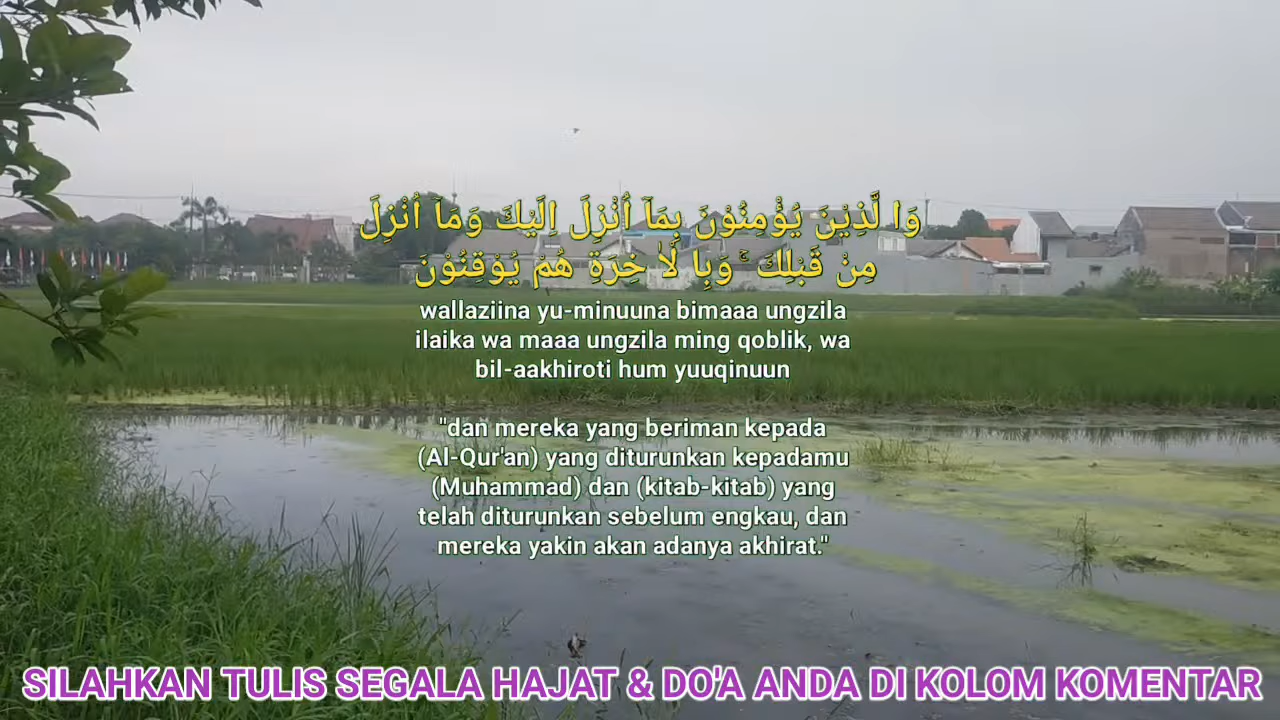 وَا لَّذِيْنَ يُؤْمِنُوْنَ بِمَاۤ اُنْزِلَ اِلَيْكَ وَمَاۤ اُنْزِلَ
مِنْ قَبْلِكَ ۚ وَبِا لْاٰ خِرَةِ هُمْ يُوْقِنُوْنَ
wallaziina yu-minuuna bimaaa ungzila
ilaika wa maaa ungzila ming qoblik, wa
bil-aakhiroti hum yuuqinuun
"dan mereka yang beriman kepada
(Al-Qur'an) yang diturunkan kepadamu
(Muhammad) dan (kitab-kitab) yang
telah diturunkan sebelum engkau, dan
mereka yakin akan adanya akhirat."
SILAHKAN TULIS SEGALA HAJAT & DO'A ANDA DI KOLOM KOMENTAR